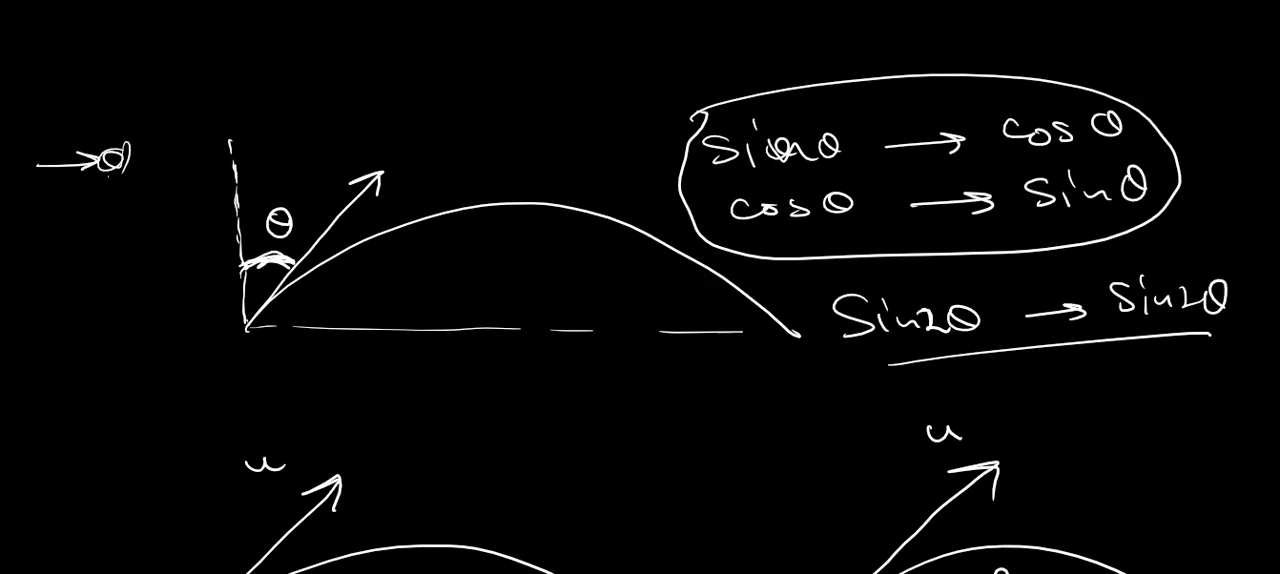 sinθ → cosθ
cosθ → sinθ
θ
sin2θ → sin2θ
u
u